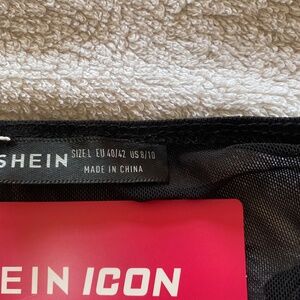 SHEIN SIZE L EU 40/42 US 8/10
MADE IN CHINA
EIN ICON